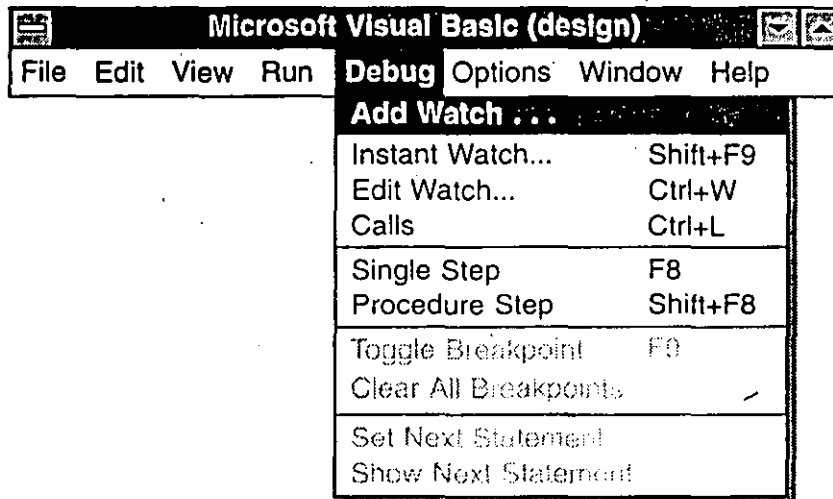 Microsoft Visual Basic (design)
File Edit View Run Debug Options Window Help
Add Watch ...
Instant Watch... Shift+F9
Edit Watch... Ctrl+W
Calls Ctrl+L
Single Step F8
Procedure Step Shift+F8
Toggle Breakpoint F9
Clear All Breakpoints
Set Next Statement
Show Next Statement